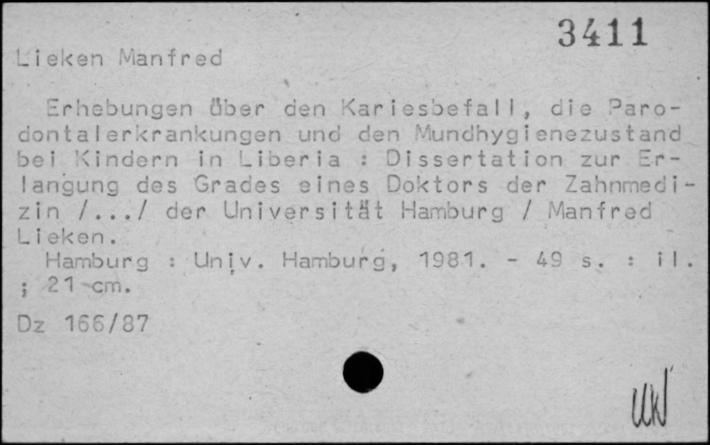 3411
Lieken Manfred
Erhebungen über den Kariesbefall, die Paro-
dontalerkrankungen und den Mundhygienezustand
bei Kindern in Liberia : Dissertation zur Er-
langung des Grades eines Doktors der Zahnmedi-
zin /.../ der Universität Hamburg / Manfred
Lieken.
Hamburg : Univ. Hamburg, 1981. - 49 s. : il.
; 21 cm.
Dz 166/87